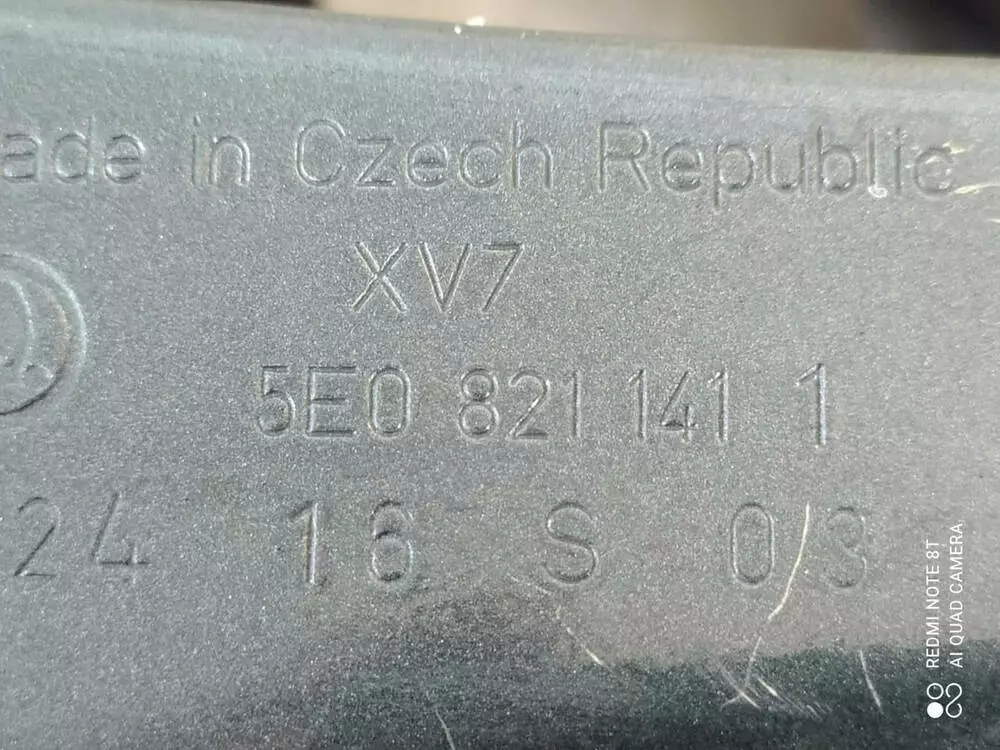 ade in Czech Republic
XV7
5E0 821 141 1
24 16 S 03
REDMI NOTE 8T
AI QUAD CAMERA